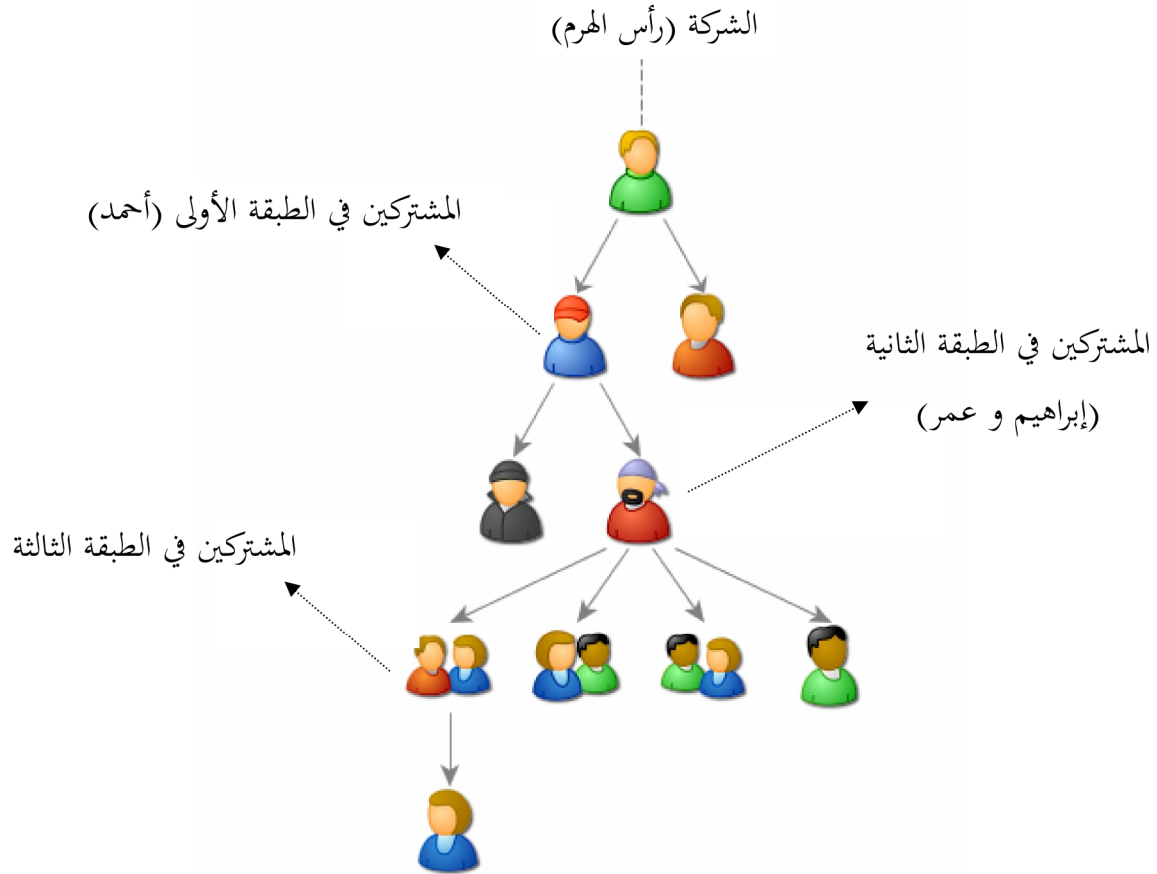 الشركة (رأس الهرم)
المشتركين في الطبقة الأولى (أحمد)
المشتركين في الطبقة الثانية
(إبراهيم و عمر)
المشتركين في الطبقة الثالثة